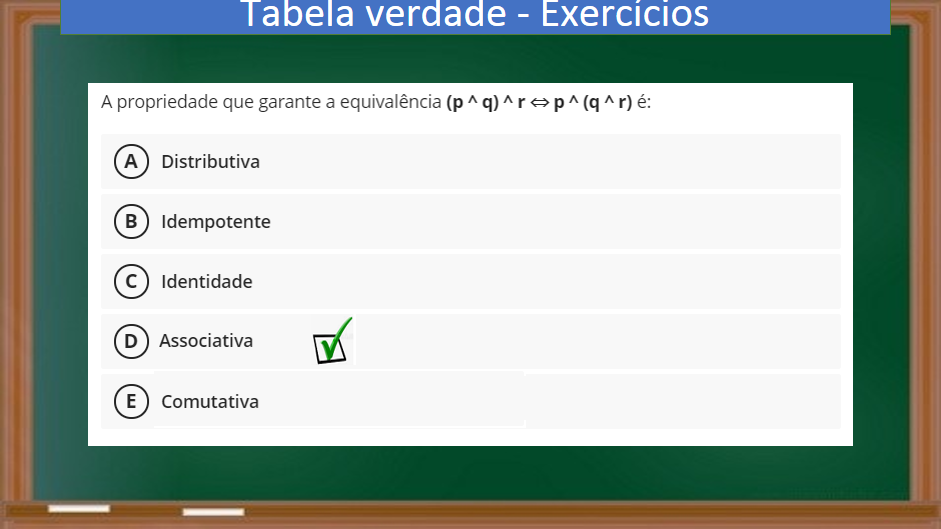 Tabela verdade - Exercícios
A propriedade que garante a equivalência (p ^ q) ^ r ⇔ p ^ (q ^ r) é:
A Distributiva
B Idempotente
C Identidade
D Associativa
E Comutativa